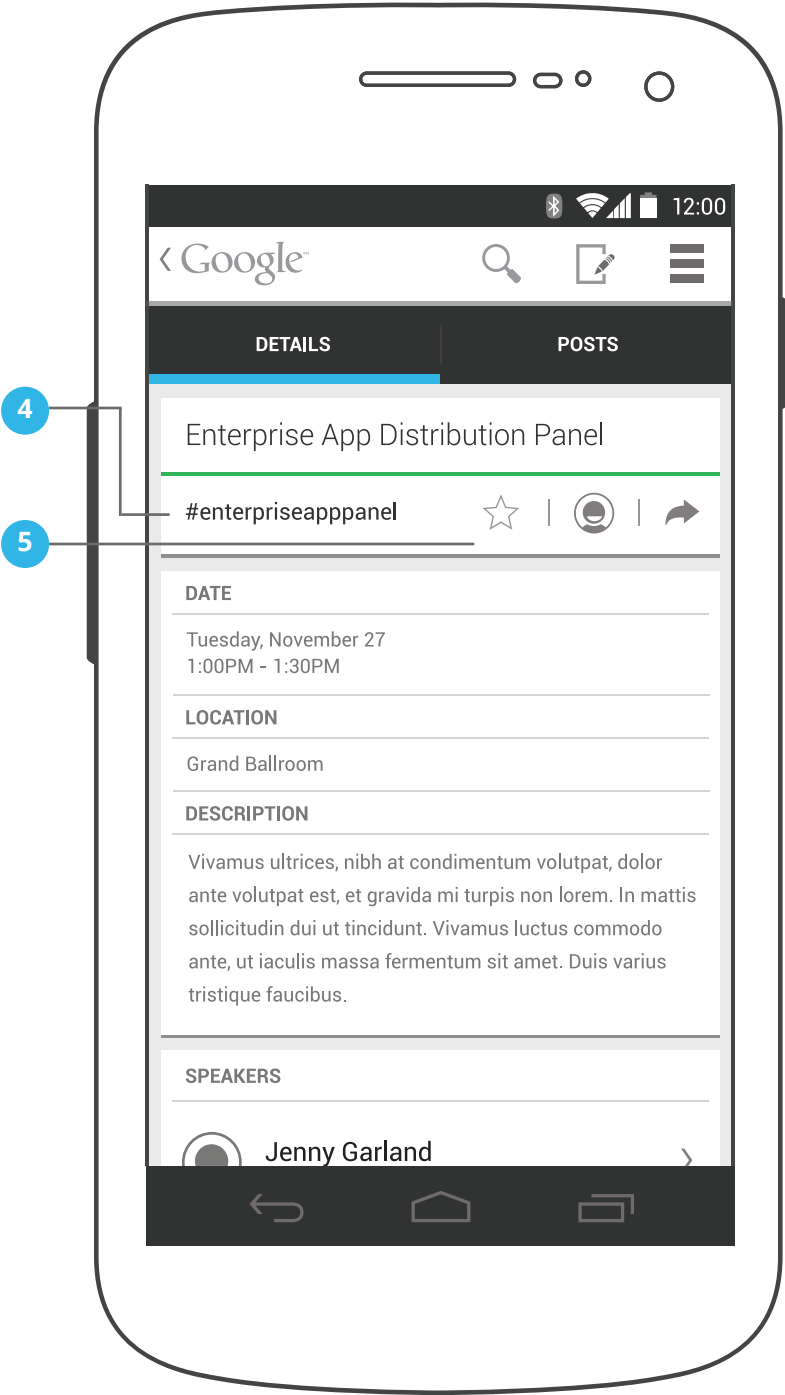 12:00
Google™
DETAILS
POSTS
4
Enterprise App Distribution Panel
#enterpriseapppanel
5
DATE
Tuesday, November 27
1:00PM - 1:30PM
LOCATION
Grand Ballroom
DESCRIPTION
Vivamus ultrices, nibh at condimentum volutpat, dolor
ante volutpat est, et gravida mi turpis non lorem. In mattis
sollicitudin dui ut tincidunt. Vivamus luctus commodo
ante, ut iaculis massa fermentum sit amet. Duis varius
tristique faucibus.
SPEAKERS
Jenny Garland